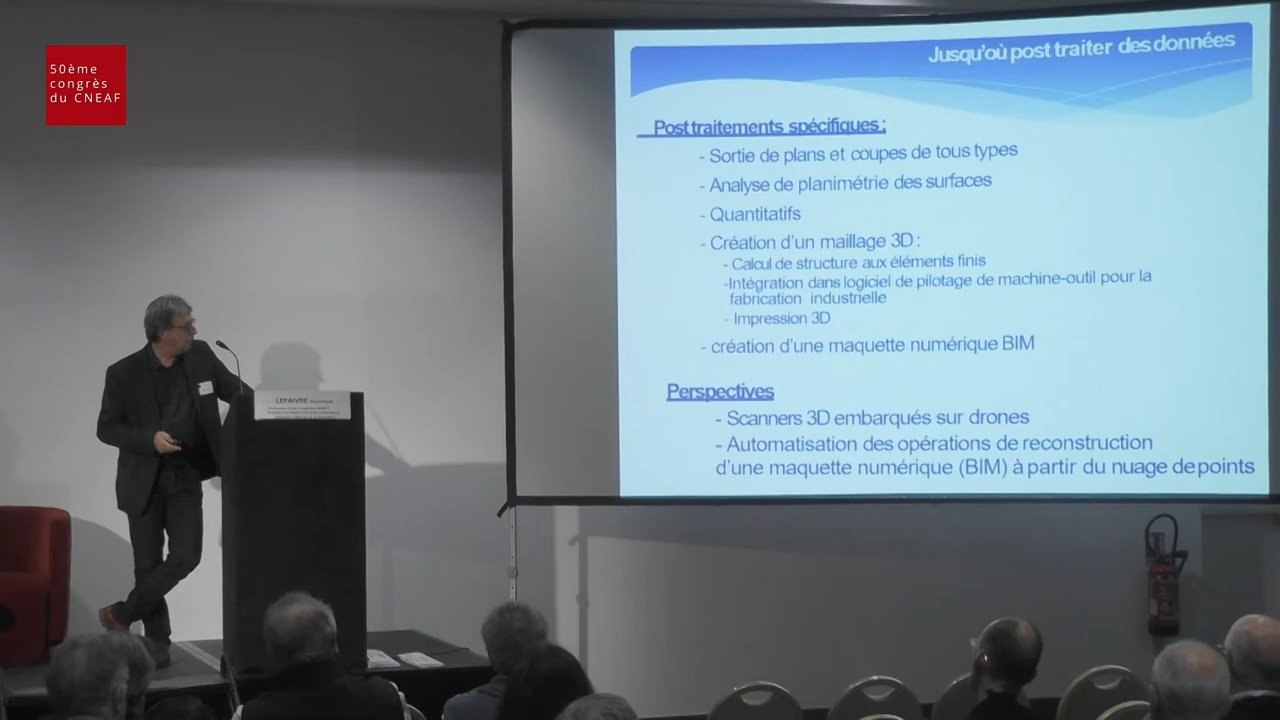 50ème
congrès
du CNEAF
Jusqu'où post traiter des données
Post traitements spécifiques :
- Sortie de plans et coupes de tous types
- Analyse de planimétrie des surfaces
- Quantitatifs
- Création d'un maillage 3D :
- Calcul de structure aux éléments finis
-Intégration dans logiciel de pilotage de machine-outil pour la
fabrication industrielle
- Impression 3D
- création d'une maquette numérique BIM
Perspectives
- Scanners 3D embarqués sur drones
- Automatisation des opérations de reconstruction
d'une maquette numérique (BIM) à partir du nuage de points
LEFAIVRE Dominique